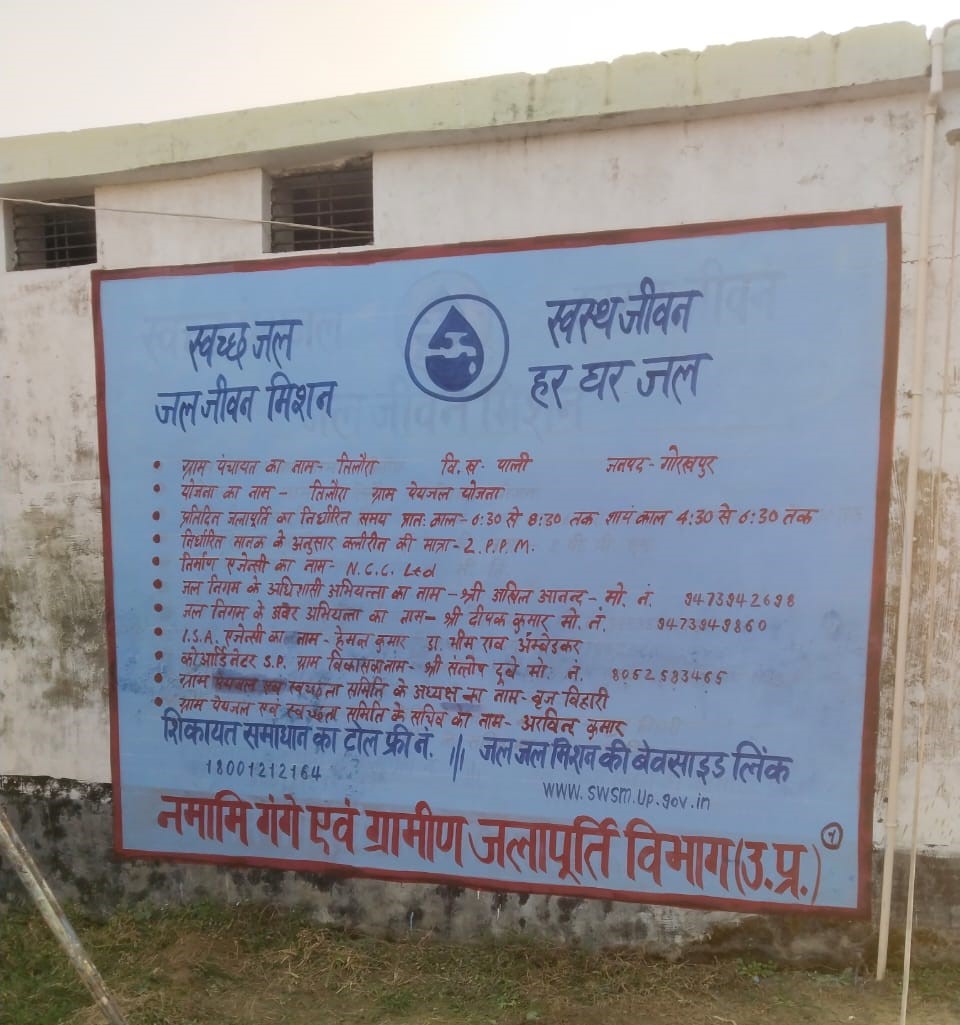 स्वच्छ जल
जल जीवन मिशन
स्वस्थ जीवन
हर घर जल
• ग्राम पंचायत का नाम- तिलौरा वि.ख. पाली जनपद - गोरखपुर
• योजना का नाम - तिलौरा ग्राम पेयजल योजना
• प्रतिदिन जलापूर्ति का निर्धारित समय प्रातः काल- 6:30 से 8:30 तक शायं काल 4:30 से 6:30 तक
• निर्धारित मानक के अनुसार क्लोरीन की मात्रा - 2. P.P.M.
• निर्माण एजेन्सी का नाम- N.C.C. Ltd
• जल निगम के अधिशासी अभियन्ता का नाम - श्री अखिल आनन्द- मो. नं. 9473942698
• जल निगम के अवर अभियन्ता का नाम- श्री दीपक कुमार मो. नं. 9473949860
• I.S.A. एजेन्सी का नाम - हेमन्त कुमार डा. भीम राव अम्बेडकर
• कोआर्डिनेटर S.P. ग्राम विकास का नाम- श्री संतोष दूबे मो. नं. 8052583465
• ग्राम पेयजल एवं स्वच्छता समिति के अध्यक्ष का नाम- बृज बिहारी
• ग्राम पेयजल एवं स्वच्छता समिति के सचिव का नाम- अरविन्द कुमार
शिकायत समाधान का टोल फ्री नं. /// जल जल मिशन की बेवसाइड लिंक
18001212164 www.swsm.up.gov.in
नमामि गंगे एवं ग्रामीण जलापूर्ति विभाग (उ.प्र.)